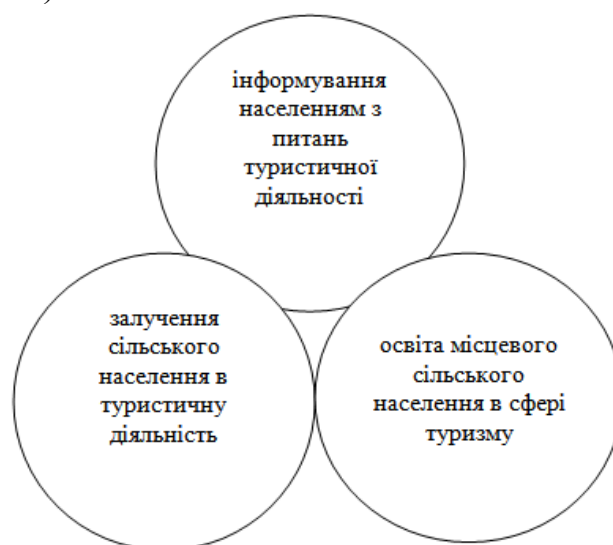 )
інформування
населенням з
питань
туристичної
діяльності
залучення
сільського
населення в
туристичну
діяльність
освіта місцевого
сільського
населення в сфері
туризму